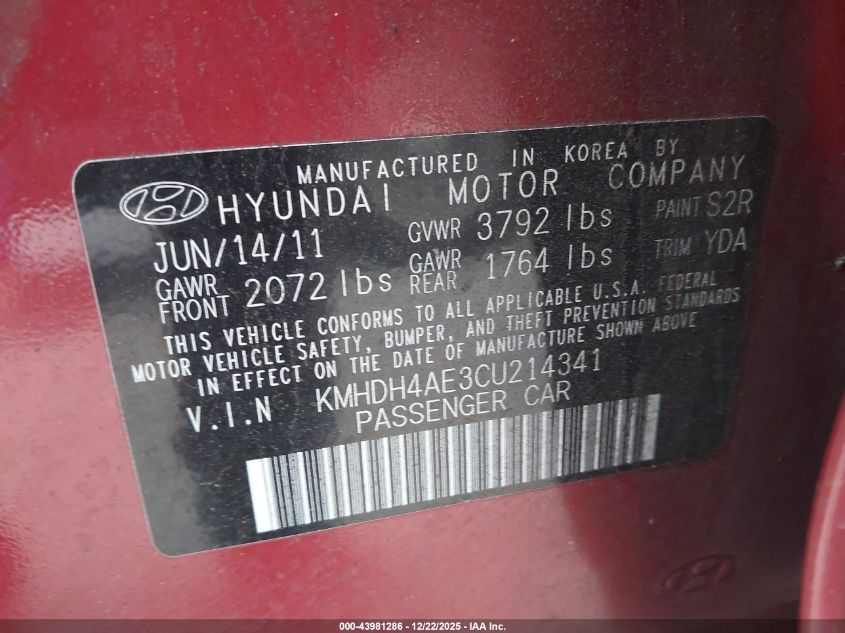 MANUFACTURED IN KOREA BY
HYUNDAI MOTOR COMPANY
JUN/14/11 GVWR 3792 lbs PAINT S2R
GAWR FRONT 2072 lbs GAWR REAR 1764 lbs TRIM YDA
THIS VEHICLE CONFORMS TO ALL APPLICABLE U.S.A. FEDERAL
MOTOR VEHICLE SAFETY, BUMPER, AND THEFT PREVENTION STANDARDS
IN EFFECT ON THE DATE OF MANUFACTURE SHOWN ABOVE
V.I.N KMHDH4AE3CU214341
PASSENGER CAR
000-43981286 - 12/22/2025 - IAA Inc.